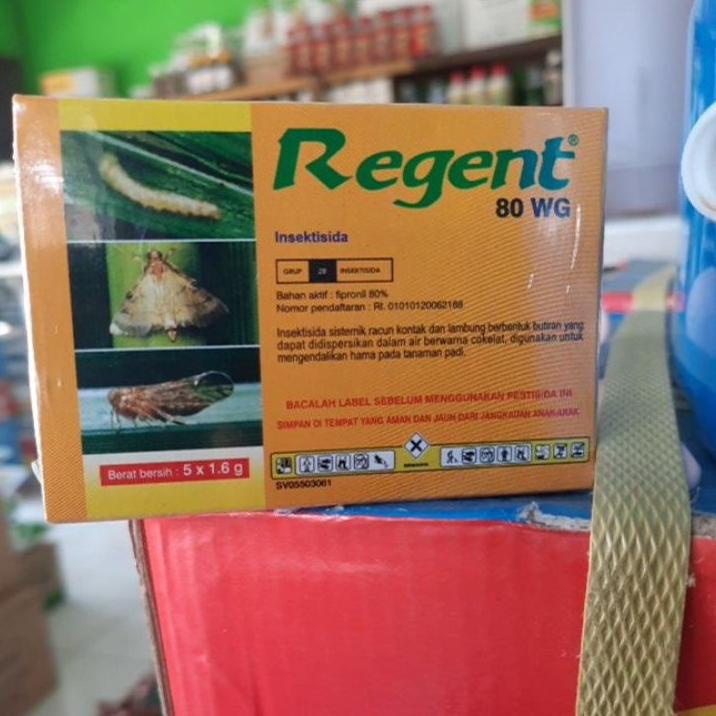 Regent®
80 WG
Insektisida
GRUP 2B INSEKTISIDA
Bahan aktif : fipronil 80%
Nomor pendaftaran : RI. 01010120062188
Insektisida sistemik racun kontak dan lambung berbentuk butiran yang
dapat didispersikan dalam air berwarna cokelat, digunakan untuk
mengendalikan hama pada tanaman padi.
BACALAH LABEL SEBELUM MENGGUNAKAN PESTISIDA INI
SIMPAN DI TEMPAT YANG AMAN DAN JAUH DARI JANGKAUAN ANAK-ANAK
Berat bersih : 5 x 1.6 g
SV05503061